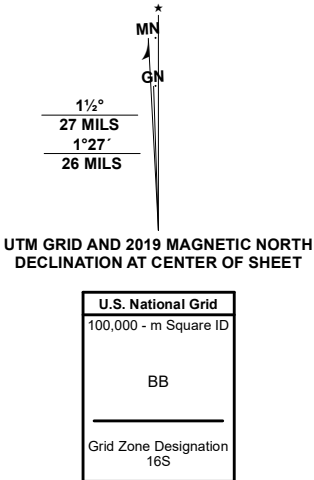 ★
MN
GN
1½°
27 MILS
1°27´
26 MILS
UTM GRID AND 2019 MAGNETIC NORTH
DECLINATION AT CENTER OF SHEET
U.S. National Grid
100,000 - m Square ID
BB
Grid Zone Designation
16S